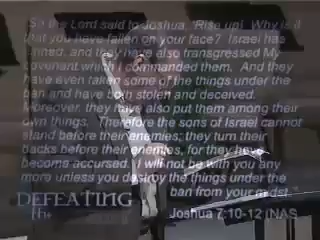 So the Lord said to Joshua, "Rise up! Why is it
that you have fallen on your face? Israel has
sinned, and they have also transgressed My
covenant which I commanded them. And they
have even taken some of the things under the
ban and have both stolen and deceived.
Moreover, they have also put them among their
own things. Therefore the sons of Israel cannot
stand before their enemies; they turn their
backs before their enemies, for they have
become accursed. I will not be with you any
more unless you destroy the things under the
ban from your midst."
DEFEATING
Joshua 7:10-12 (NAS